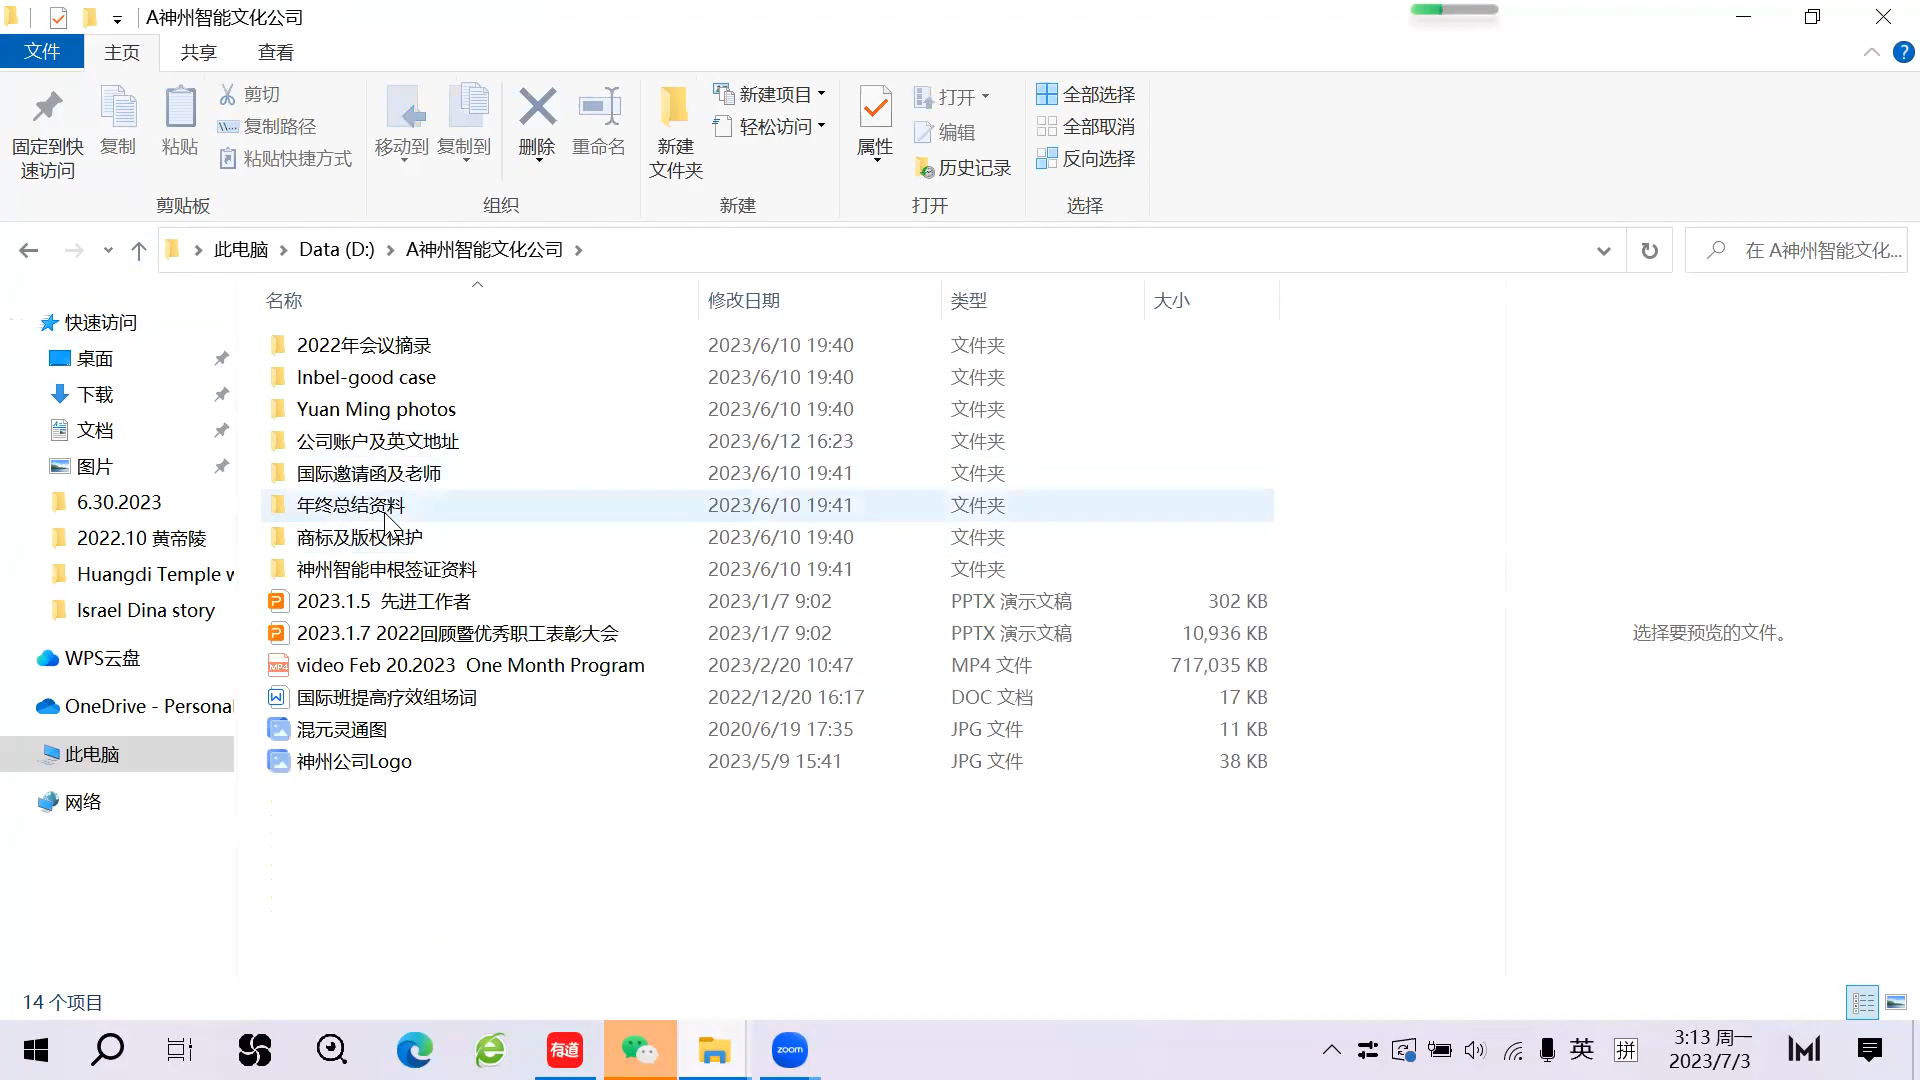 A神州智能文化公司
文件 主页 共享 查看
固定到快
速访问
复制
粘贴
剪切
复制路径
粘贴快捷方式
剪贴板
移动到 复制到
删除 重命名
组织
新建
文件夹
新建项目
轻松访问
新建
属性
打开
编辑
历史记录
打开
全部选择
全部取消
反向选择
选择
此电脑 Data (D:) A神州智能文化公司
在 A神州智能文化...
快速访问
桌面
下载
文档
图片
6.30.2023
2022.10 黄帝陵
Huangdi Temple w
Israel Dina story
WPS云盘
OneDrive - Persona
此电脑
网络
名称 修改日期 类型 大小
2022年会议摘录 2023/6/10 19:40 文件夹
Inbel-good case 2023/6/10 19:40 文件夹
Yuan Ming photos 2023/6/10 19:40 文件夹
公司账户及英文地址 2023/6/12 16:23 文件夹
国际邀请函及老师 2023/6/10 19:41 文件夹
年终总结资料 2023/6/10 19:41 文件夹
商标及版权保护 2023/6/10 19:40 文件夹
神州智能申根签证资料 2023/6/10 19:41 文件夹
2023.1.5 先进工作者 2023/1/7 9:02 PPTX 演示文稿 302 KB
2023.1.7 2022回顾暨优秀职工表彰大会 2023/1/7 9:02 PPTX 演示文稿 10,936 KB
video Feb 20.2023 One Month Program 2023/2/20 10:47 MP4 文件 717,035 KB
国际班提高疗效组场词 2022/12/20 16:17 DOC 文档 17 KB
混元灵通图 2020/6/19 17:35 JPG 文件 11 KB
神州公司Logo 2023/5/9 15:41 JPG 文件 38 KB
选择要预览的文件。
14 个项目
有道
zoom
英 拼
3:13 周一
2023/7/3